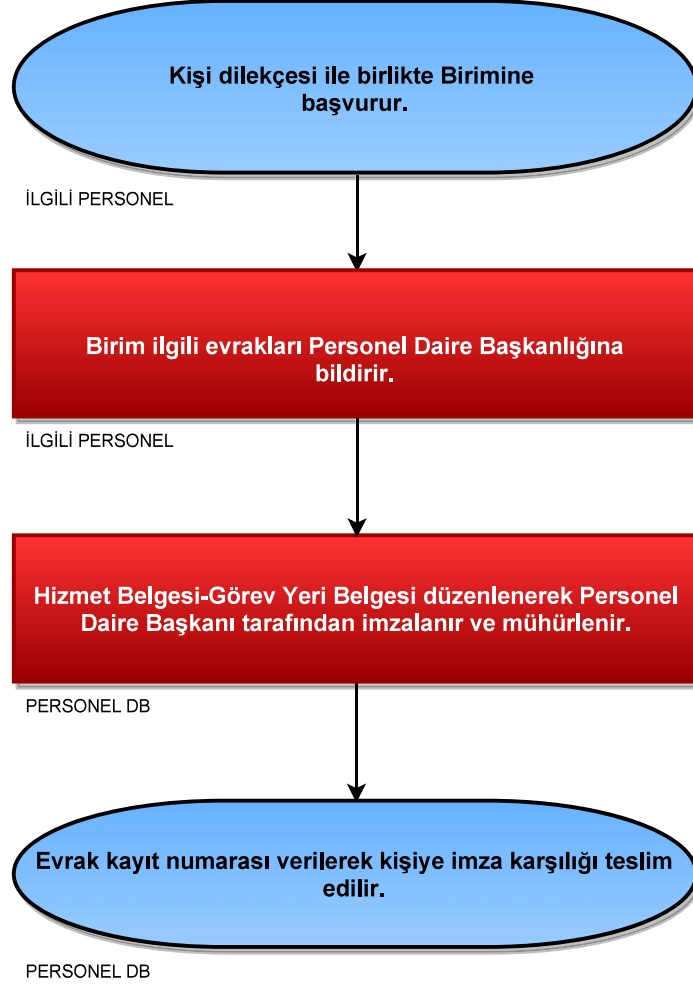 Kişi dilekçesi ile birlikte Birimine
başvurur.
İLGİLİ PERSONEL
Birim ilgili evrakları Personel Daire Başkanlığına
bildirir.
İLGİLİ PERSONEL
Hizmet Belgesi-Görev Yeri Belgesi düzenlenerek Personel
Daire Başkanı tarafından imzalanır ve mühürlenir.
PERSONEL DB
Evrak kayıt numarası verilerek kişiye imza karşılığı teslim
edilir.
PERSONEL DB